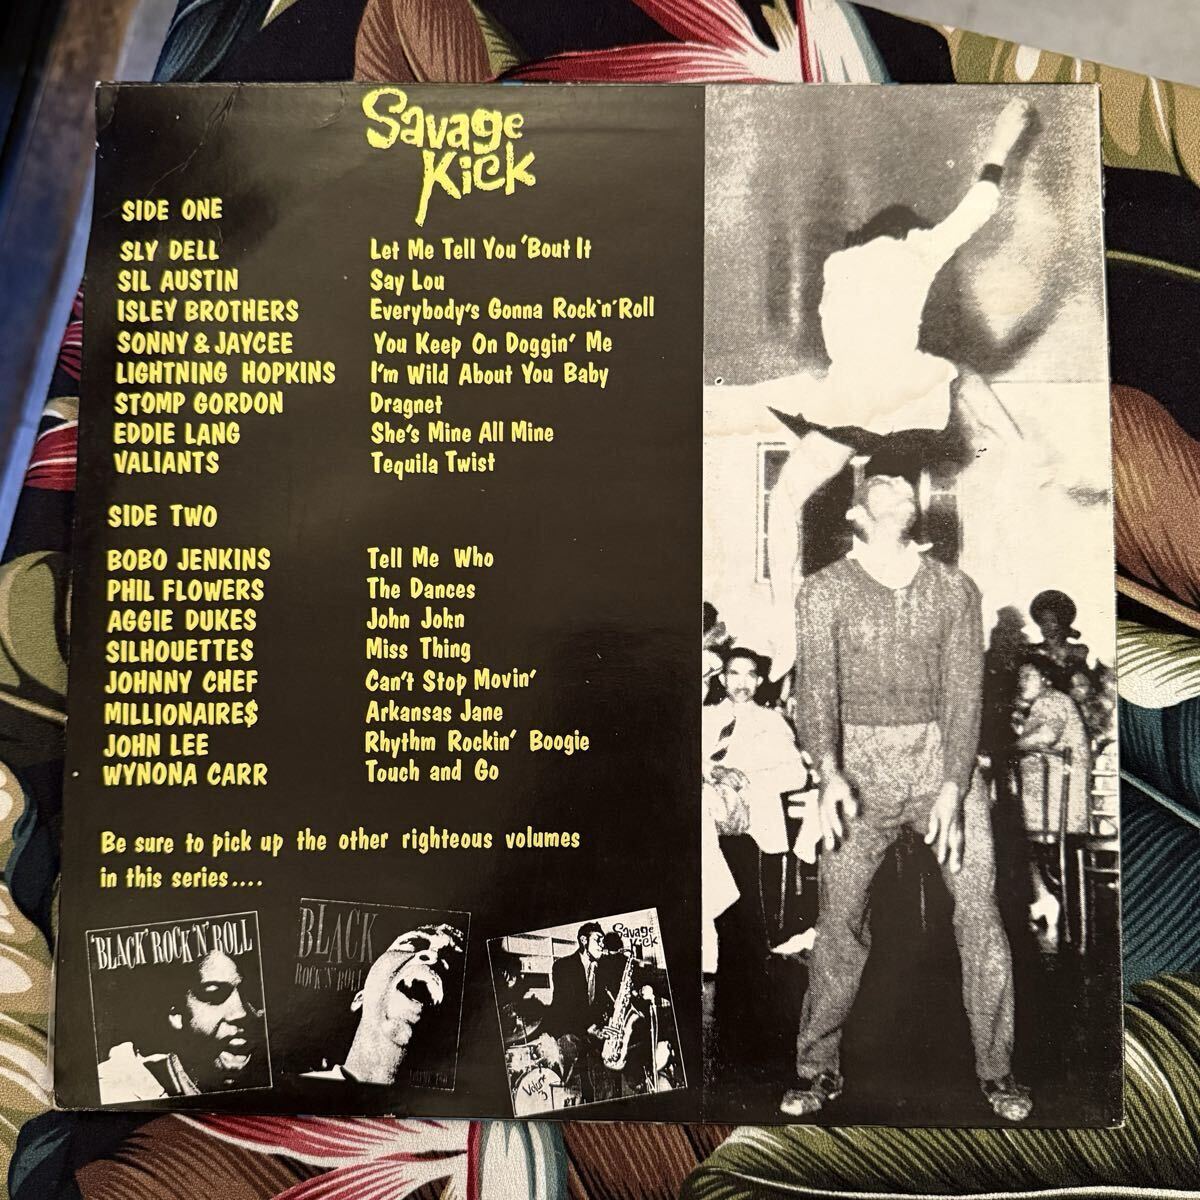 Savage
Kick
SIDE ONE
SLY DELL Let Me Tell You 'Bout It
SIL AUSTIN Say Lou
ISLEY BROTHERS Everybody's Gonna Rock'n'Roll
SONNY & JAYCEE You Keep On Doggin' Me
LIGHTNING HOPKINS I'm Wild About You Baby
STOMP GORDON Dragnet
EDDIE LANG She's Mine All Mine
VALIANTS Tequila Twist
SIDE TWO
BOBO JENKINS Tell Me Who
PHIL FLOWERS The Dances
AGGIE DUKES John John
SILHOUETTES Miss Thing
JOHNNY CHEF Can't Stop Movin'
MILLIONAIRE$ Arkansas Jane
JOHN LEE Rhythm Rockin' Boogie
WYNONA CARR Touch and Go
Be sure to pick up the other righteous volumes
in this series....
'BLACK' ROCK 'N' ROLL
BLACK
ROCK 'N' ROLL
Savage
Kick
Volume
3